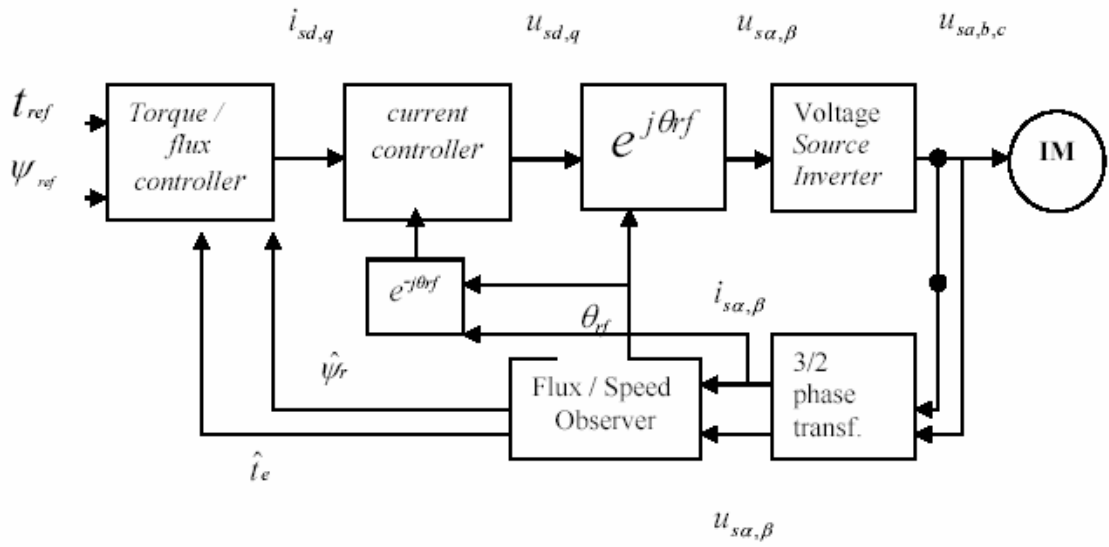 i_{sd,q}
u_{sd,q}
u_{sα,β}
u_{sa,b,c}
t_{ref}
ψ_{ref}
Torque /
flux
controller
current
controller
e^{jθrf}
Voltage
Source
Inverter
IM
e^{-jθrf}
θ_{rf}
i_{sα,β}
ψ̂_r
Flux / Speed
Observer
3/2
phase
transf.
t̂_e
u_{sα,β}